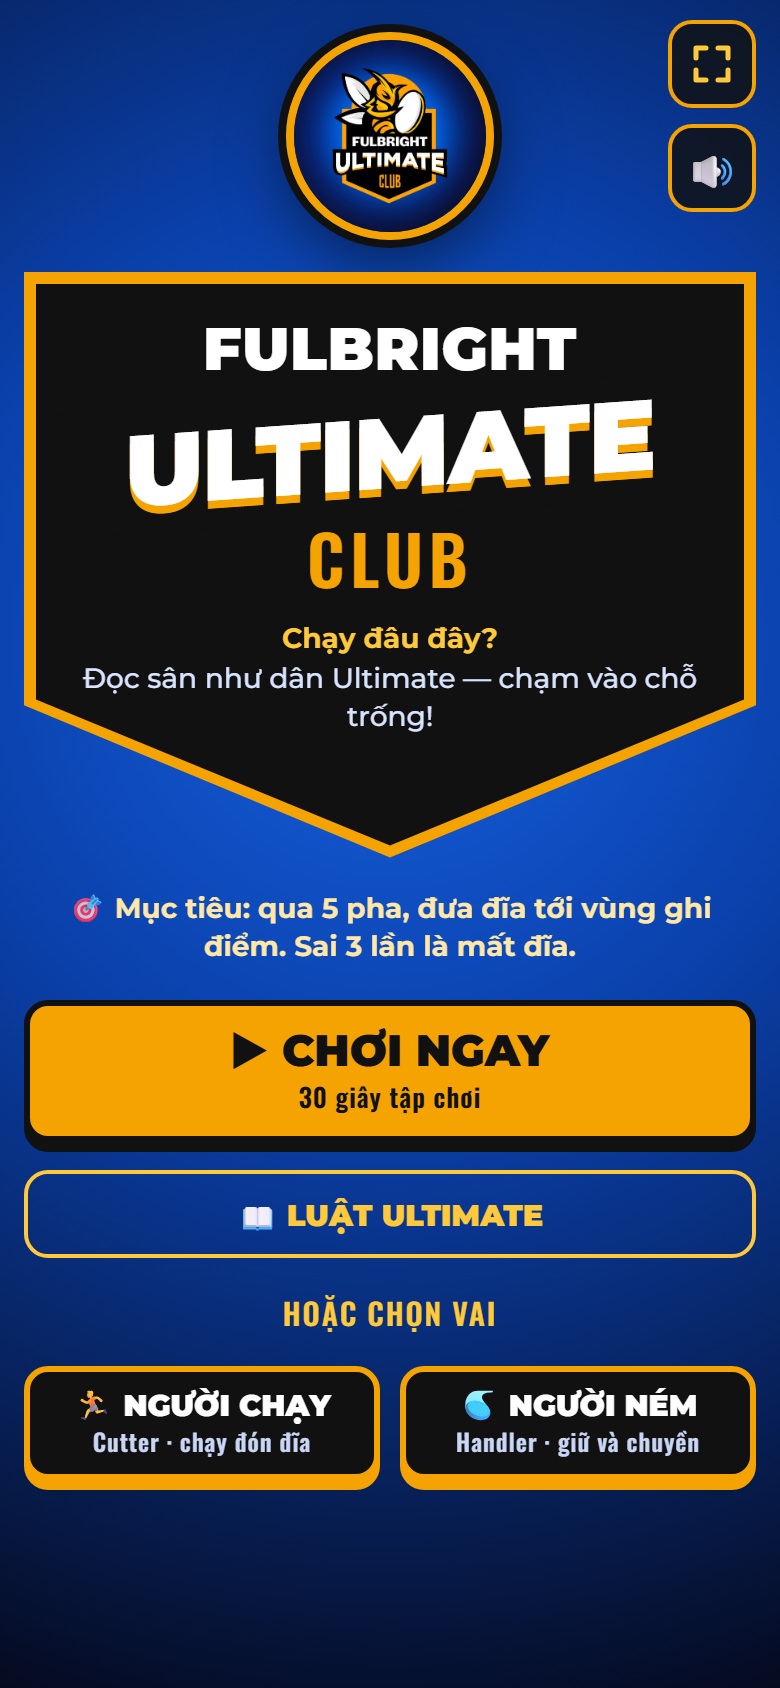 FULBRIGHT
ULTIMATE
CLUB
FULBRIGHT
ULTIMATE
CLUB
Chạy đâu đây?
Đọc sân như dân Ultimate — chạm vào chỗ
trống!
🎯 Mục tiêu: qua 5 pha, đưa đĩa tới vùng ghi
điểm. Sai 3 lần là mất đĩa.
▶ CHƠI NGAY
30 giây tập chơi
📖 LUẬT ULTIMATE
HOẶC CHỌN VAI
🏃 NGƯỜI CHẠY
Cutter · chạy đón đĩa
🌊 NGƯỜI NÉM
Handler · giữ và chuyền